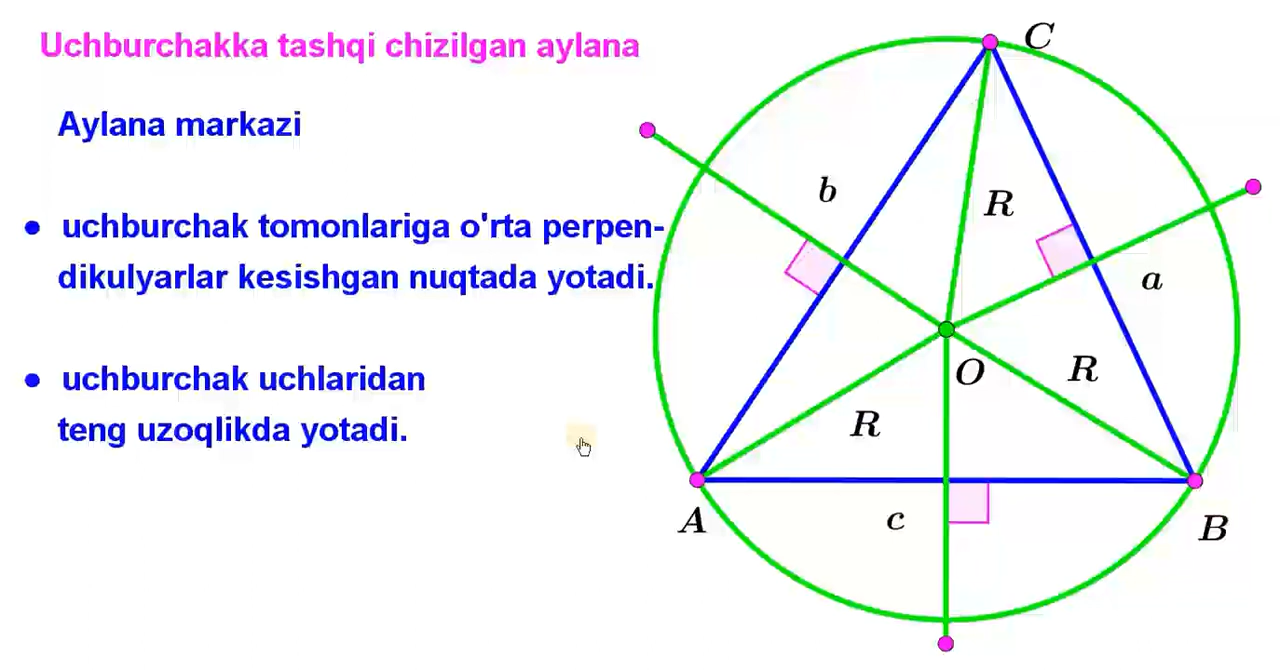 Uchburchakka tashqi chizilgan aylana
Aylana markazi
• uchburchak tomonlariga o'rta perpen-
dikulyarlar kesishgan nuqtada yotadi.
• uchburchak uchlaridan
teng uzoqlikda yotadi.
C
b
R
a
O
R
R
A
c
B